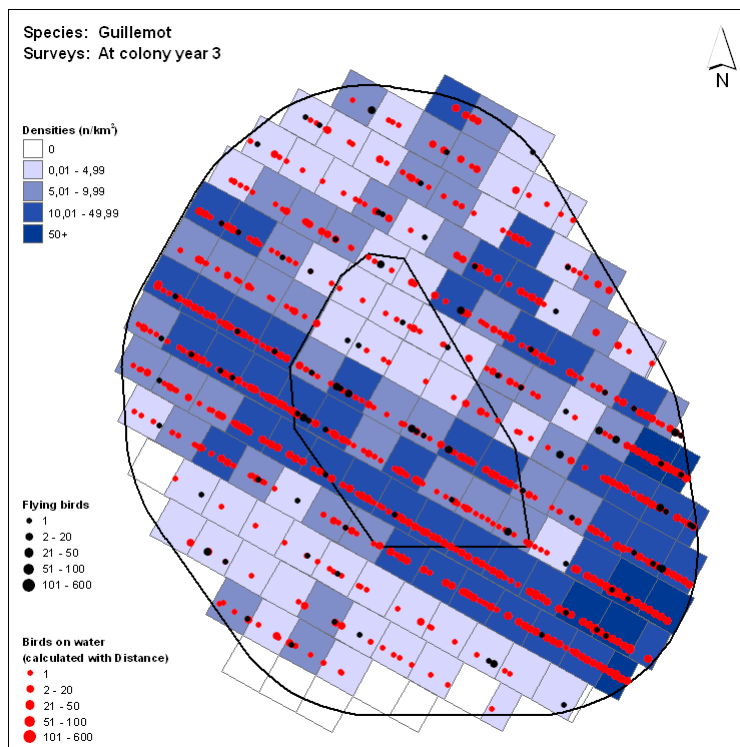 Species: Guillemot
Surveys: At colony year 3
N
Densities (n/km²)
0
0,01 - 4,99
5,01 - 9,99
10,01 - 49,99
50+
Flying birds
1
2 - 20
21 - 50
51 - 100
101 - 600
Birds on water
(calculated with Distance)
1
2 - 20
21 - 50
51 - 100
101 - 600